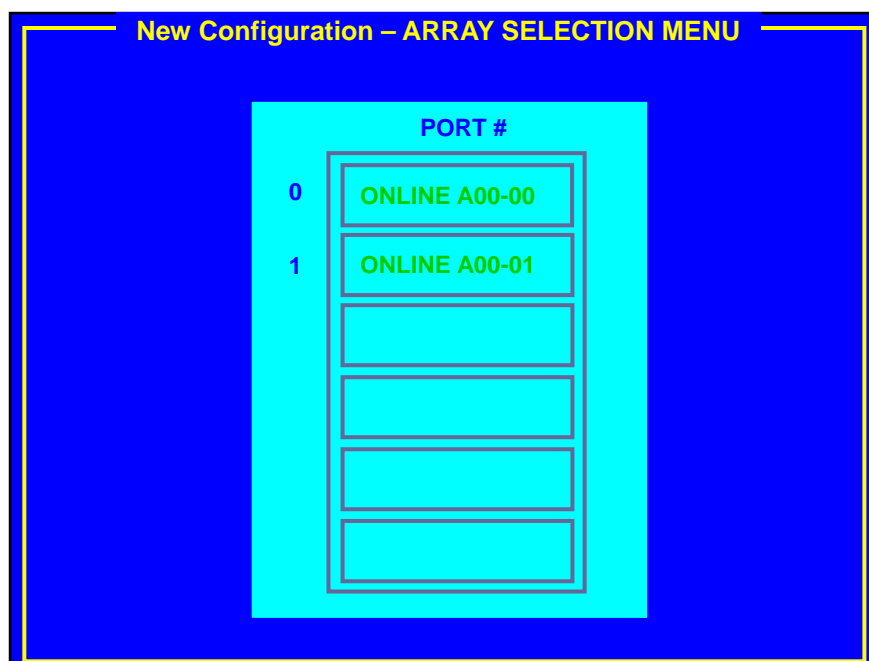 New Configuration – ARRAY SELECTION MENU
PORT #
0 ONLINE A00-00
1 ONLINE A00-01